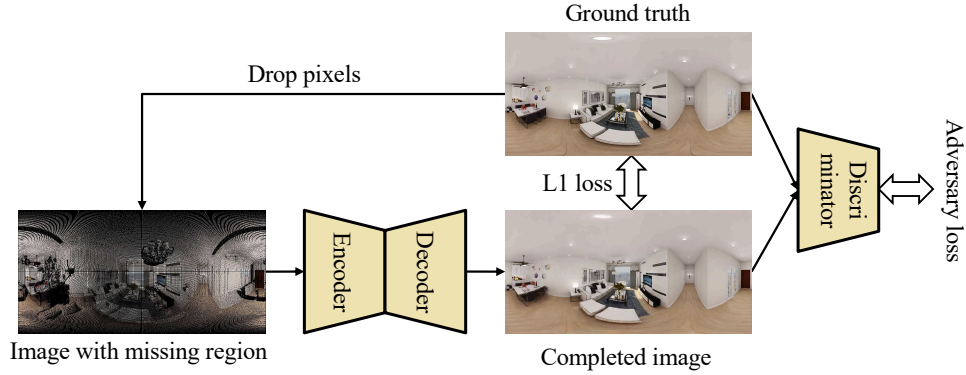 Ground truth
Drop pixels
L1 loss
Encoder
Decoder
Discri
minator
Adversary loss
Image with missing region
Completed image